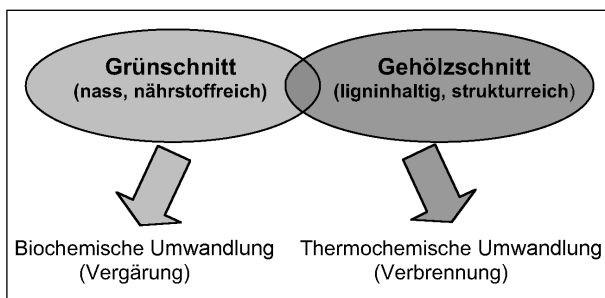 Grünschnitt
(nass, nährstoffreich)
Gehölzschnitt
(ligninhaltig, strukturreich)
Biochemische Umwandlung
(Vergärung)
Thermochemische Umwandlung
(Verbrennung)